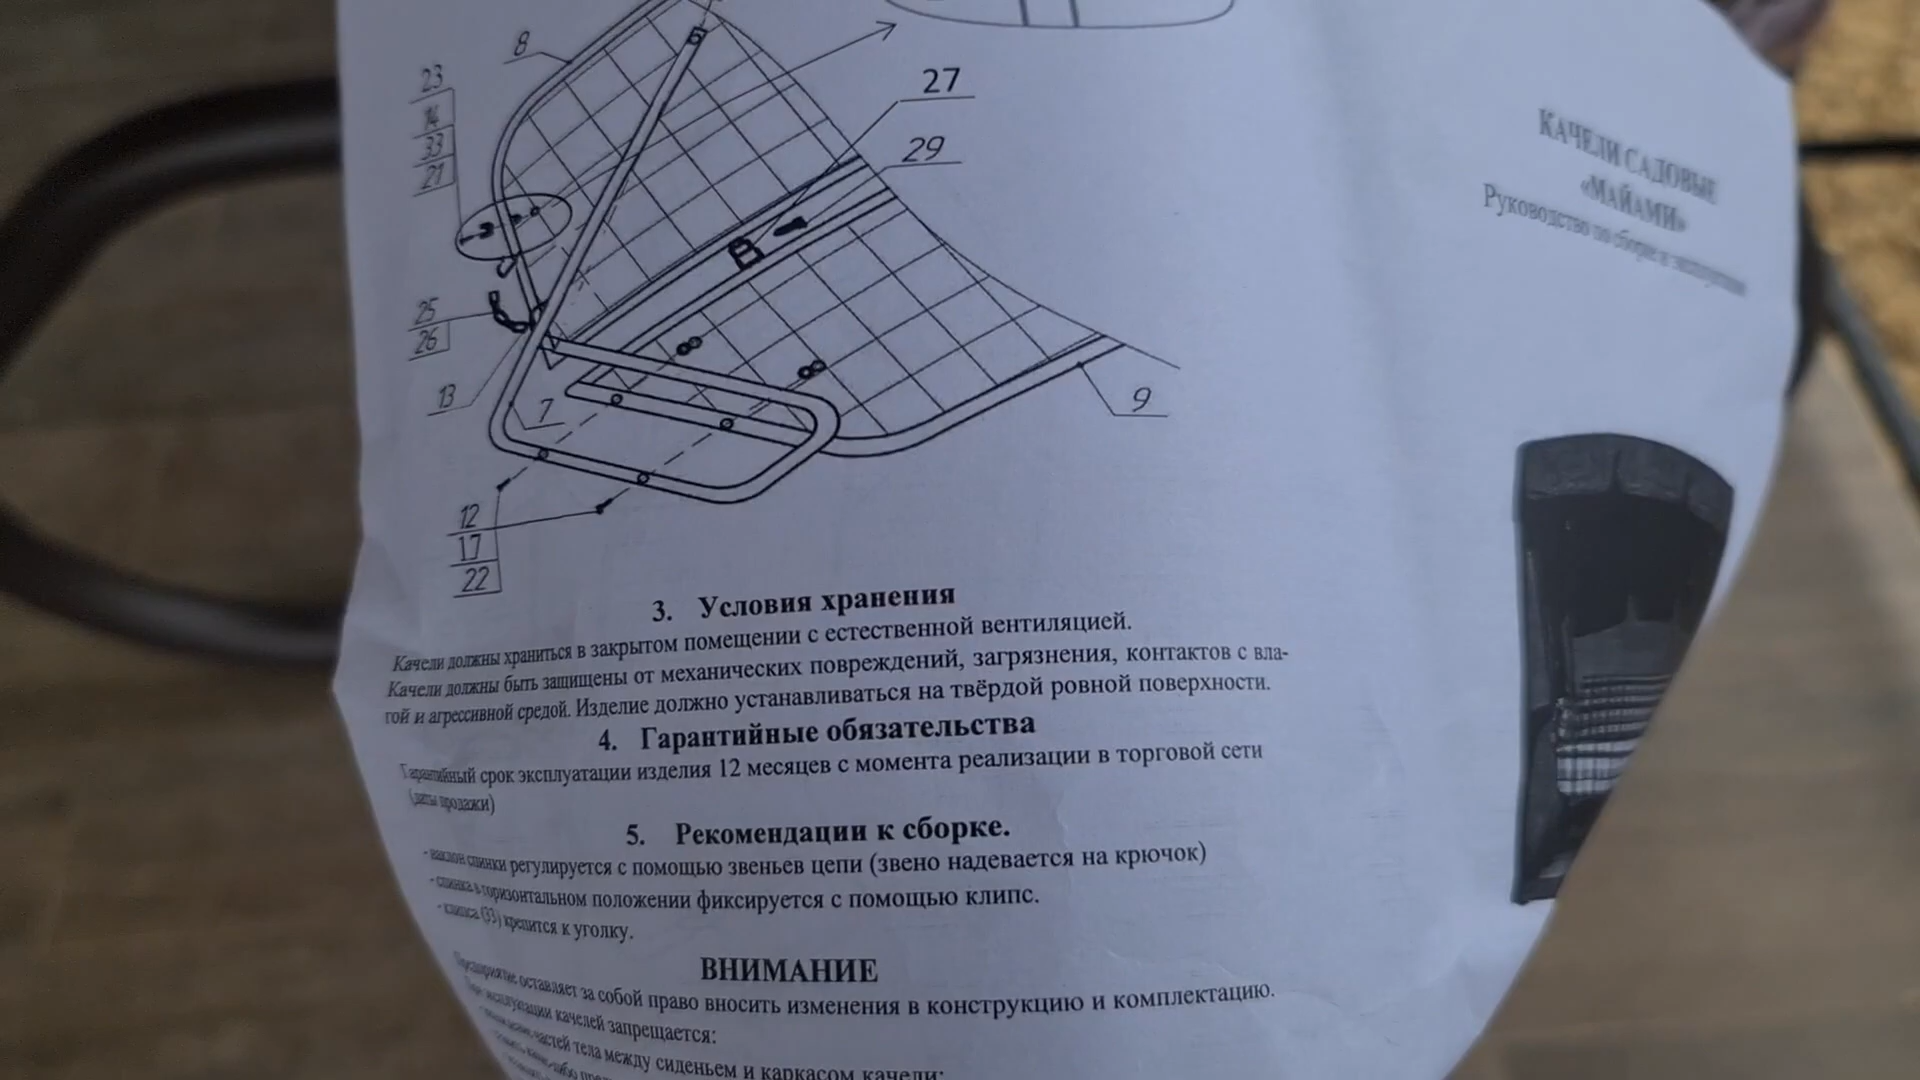 8
23
14
33
21
27
29
25
26
13
7
9
12
17
22
3. Условия хранения
Качели должны храниться в закрытом помещении с естественной вентиляцией.
Качели должны быть защищены от механических повреждений, загрязнения, контактов с вла-
гой и агрессивной средой. Изделие должно устанавливаться на твёрдой ровной поверхности.
4. Гарантийные обязательства
Гарантийный срок эксплуатации изделия 12 месяцев с момента реализации в торговой сети
(даты продажи)
5. Рекомендации к сборке.
- наклон спинки регулируется с помощью звеньев цепи (звено надевается на крючок)
- спинка в горизонтальном положении фиксируется с помощью клипс.
- клипса (33) крепится к уголку.
ВНИМАНИЕ
Предприятие оставляет за собой право вносить изменения в конструкцию и комплектацию.
При эксплуатации качелей запрещается:
частей тела между сиденьем и каркасом качели;
КАЧЕЛИ САДОВЫЕ
«МАЙАМИ»
Руководство по сборке и эксплуатации